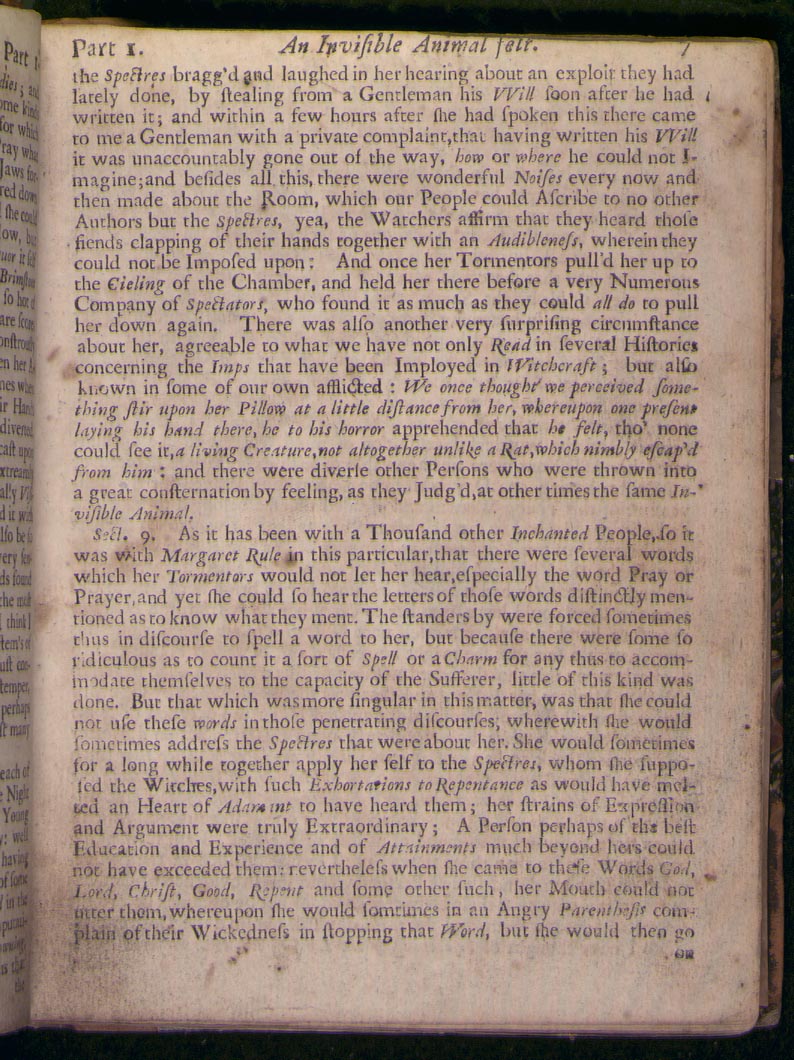 Part 1. An Inviſible Animal felt. 7
the Spectres bragg'd and laughed in her hearing about an exploit they had
lately done, by ſtealing from a Gentleman his VVill ſoon after he had
written it; and within a few hours after ſhe had ſpoken this there came
to me a Gentleman with a private complaint,that having written his VVill
it was unaccountably gone out of the way, how or where he could not I-
magine;and beſides all this, there were wonderful Noiſes every now and
then made about the Room, which our People could Aſcribe to no other
Authors but the Spectres, yea, the Watchers affirm that they heard thoſe
fiends clapping of their hands together with an Audibleneſs, wherein they
could not be Impoſed upon: And once her Tormentors pull'd her up to
the Cieling of the Chamber, and held her there before a very Numerous
Company of Spectators, who found it as much as they could all do to pull
her down again. There was alſo another very ſurpriſing circumſtance
about her, agreeable to what we have not only Read in ſeveral Hiſtories
concerning the Imps that have been Imployed in Witchcraft; but alſo
known in ſome of our own afflicted: We once thought we perceived ſome-
thing ſtir upon her Pillow at a little diſtance from her, whereupon one preſent
laying his hand there, he to his horror apprehended that he felt, tho' none
could ſee it,a living Creature,not altogether unlike a Rat,which nimbly eſcap'd
from him: and there were diverſe other Perſons who were thrown into
a great conſternation by feeling, as they Judg'd,at other times the ſame In-
viſible Animal.
Sect. 9. As it has been with a Thouſand other Inchanted People,ſo it
was with Margaret Rule in this particular,that there were ſeveral words
which her Tormentors would not let her hear,eſpecially the word Pray or
Prayer,and yet ſhe could ſo hear the letters of thoſe words diſtinctly men-
tioned as to know what they ment. The ſtanders by were forced ſometimes
thus in diſcourſe to ſpell a word to her, but becauſe there were ſome ſo
ridiculous as to count it a ſort of Spell or a Charm for any thus to accom-
modate themſelves to the capacity of the Sufferer, little of this kind was
done. But that which was more ſingular in this matter, was that ſhe could
not uſe theſe words in thoſe penetrating diſcourſes; wherewith ſhe would
ſometimes addreſs the Spectres that were about her. She would ſometimes
for a long while together apply her ſelf to the Spectres, whom ſhe ſuppo-
ſed the Witches,with ſuch Exhortations to Repentance as would have mel-
ted an Heart of Adamant to have heard them; her ſtrains of Expreſſion
and Argument were truly Extraordinary; A Perſon perhaps of the beſt
Education and Experience and of Attainments much beyond hers could
not have exceeded them: nevertheleſs when ſhe came to theſe Words God,
Lord, Chriſt, Good, Repent and ſome other ſuch, her Mouth could not
utter them,whereupon ſhe would ſomtimes in an Angry Parentheſis com-
plain of their Wickedneſs in ſtopping that Word, but ſhe would then go
on